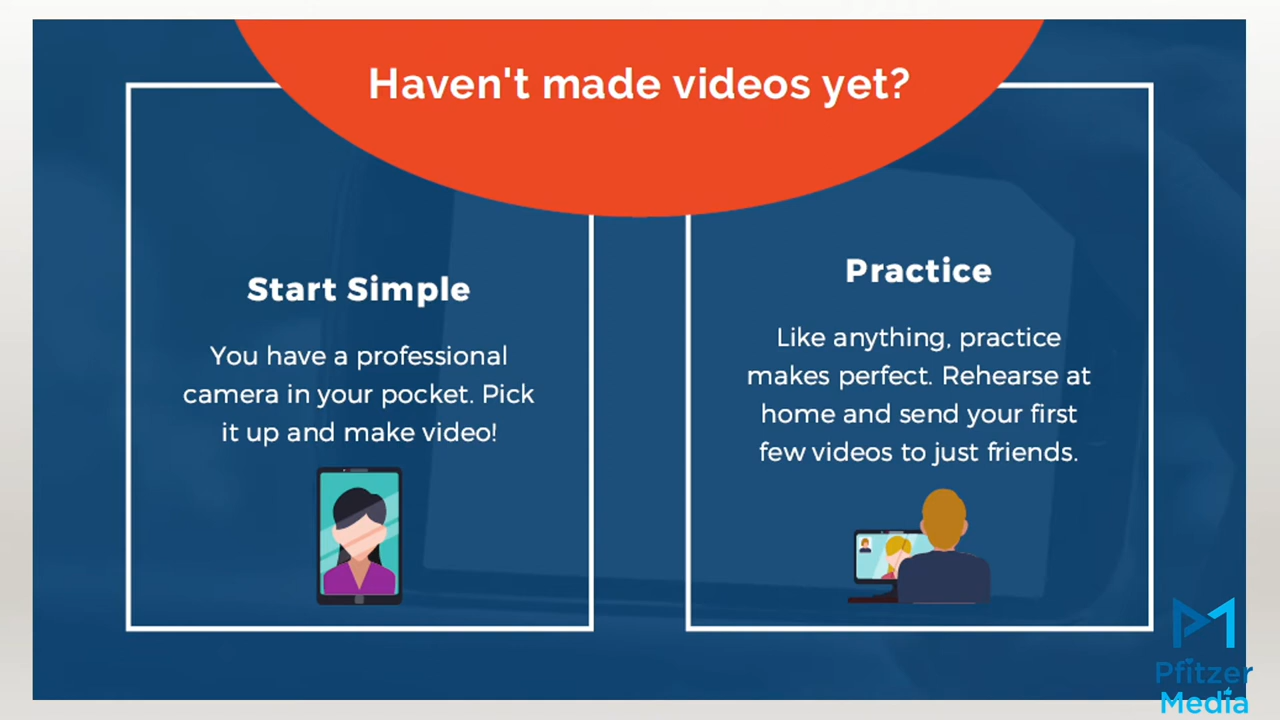 Haven't made videos yet?
Start Simple
You have a professional
camera in your pocket. Pick
it up and make video!
Practice
Like anything, practice
makes perfect. Rehearse at
home and send your first
few videos to just friends.
Pfitzer
Media